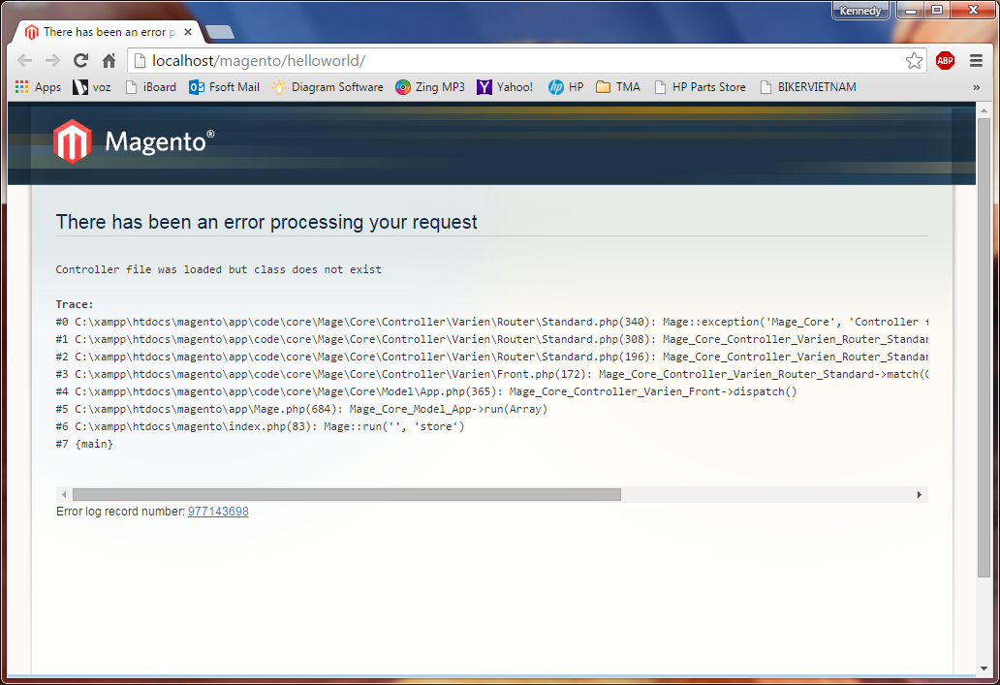 Kennedy
There has been an error p
localhost/magento/helloworld/
ABP
Apps voz iBoard Fsoft Mail Diagram Software Zing MP3 Yahoo! HP TMA HP Parts Store BIKERVIETNAM »
Magento®
There has been an error processing your request
Controller file was loaded but class does not exist
Trace:
#0 C:\xampp\htdocs\magento\app\code\core\Mage\Core\Controller\Varien\Router\Standard.php(340): Mage::exception('Mage_Core', 'Controller f
#1 C:\xampp\htdocs\magento\app\code\core\Mage\Core\Controller\Varien\Router\Standard.php(308): Mage_Core_Controller_Varien_Router_Standar
#2 C:\xampp\htdocs\magento\app\code\core\Mage\Core\Controller\Varien\Router\Standard.php(196): Mage_Core_Controller_Varien_Router_Standar
#3 C:\xampp\htdocs\magento\app\code\core\Mage\Core\Controller\Varien\Front.php(172): Mage_Core_Controller_Varien_Router_Standard->match(O
#4 C:\xampp\htdocs\magento\app\code\core\Mage\Core\Model\App.php(365): Mage_Core_Controller_Varien_Front->dispatch()
#5 C:\xampp\htdocs\magento\app\Mage.php(684): Mage_Core_Model_App->run(Array)
#6 C:\xampp\htdocs\magento\index.php(83): Mage::run('', 'store')
#7 {main}
Error log record number: 977143698